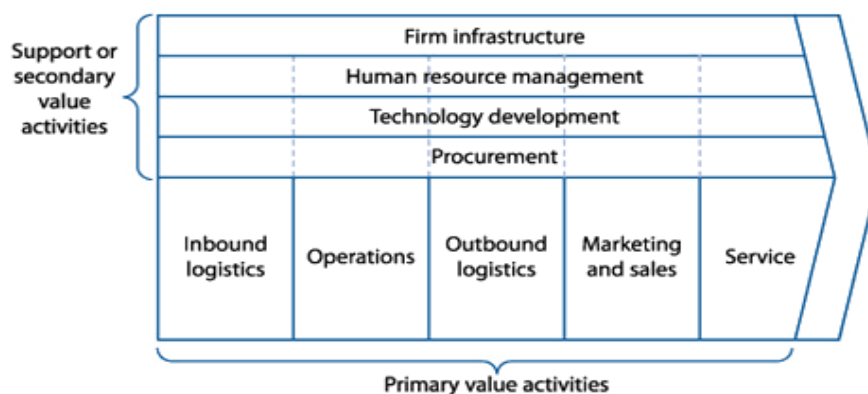 Support or
secondary
value
activities
Firm infrastructure
Human resource management
Technology development
Procurement
Inbound
logistics
Operations
Outbound
logistics
Marketing
and sales
Service
Primary value activities